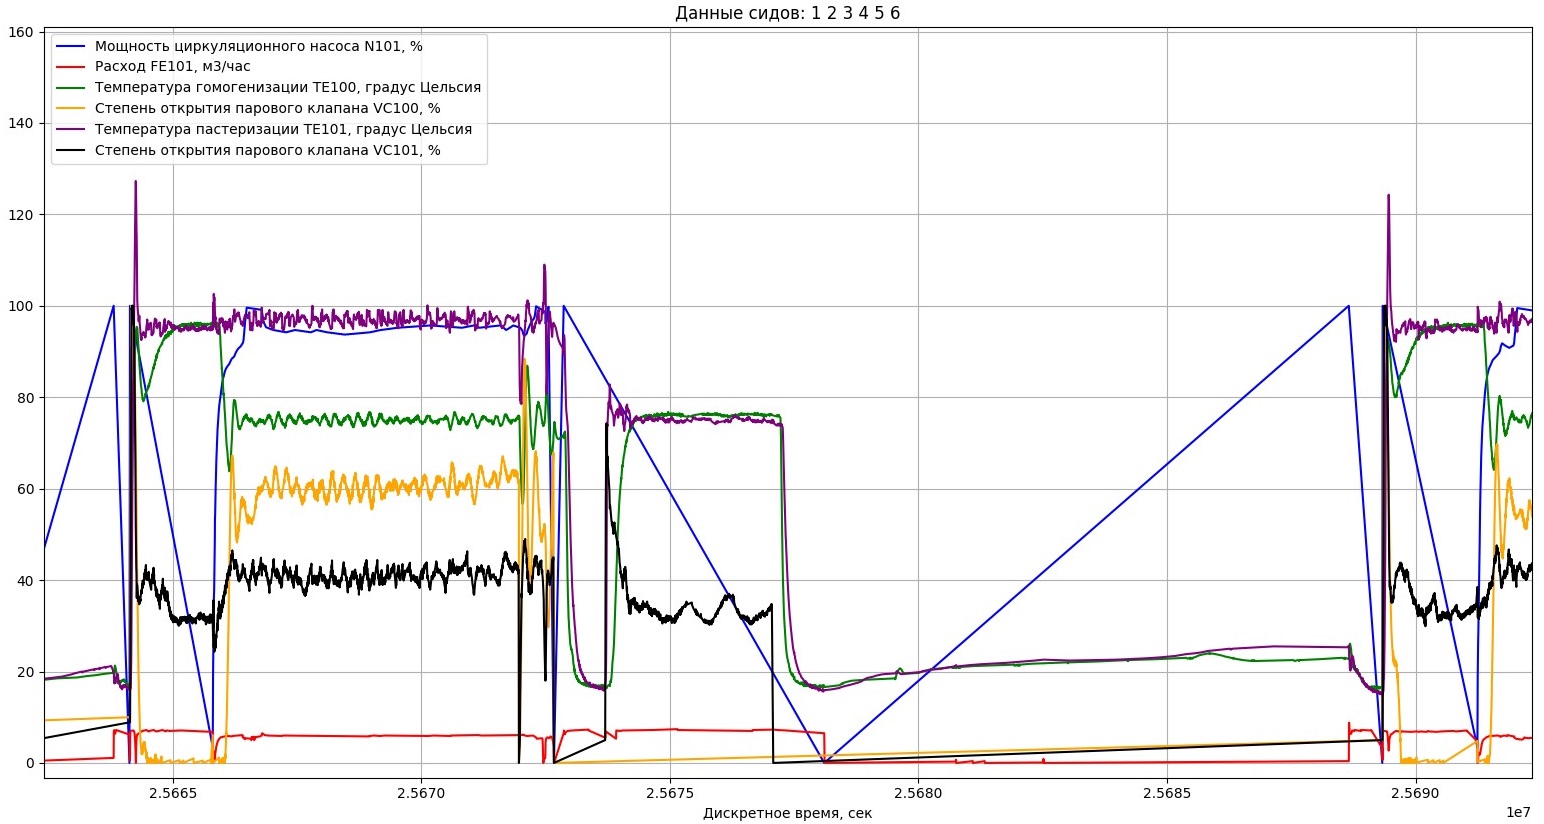 Данные сидов: 1 2 3 4 5 6
160
140
120
100
80
60
40
20
0
Мощность циркуляционного насоса N101, %
Расход FE101, м3/час
Температура гомогенизации TE100, градус Цельсия
Степень открытия парового клапана VC100, %
Температура пастеризации TE101, градус Цельсия
Степень открытия парового клапана VC101, %
2.5665 2.5670 2.5675 2.5680 2.5685 2.5690
1e7
Дискретное время, сек